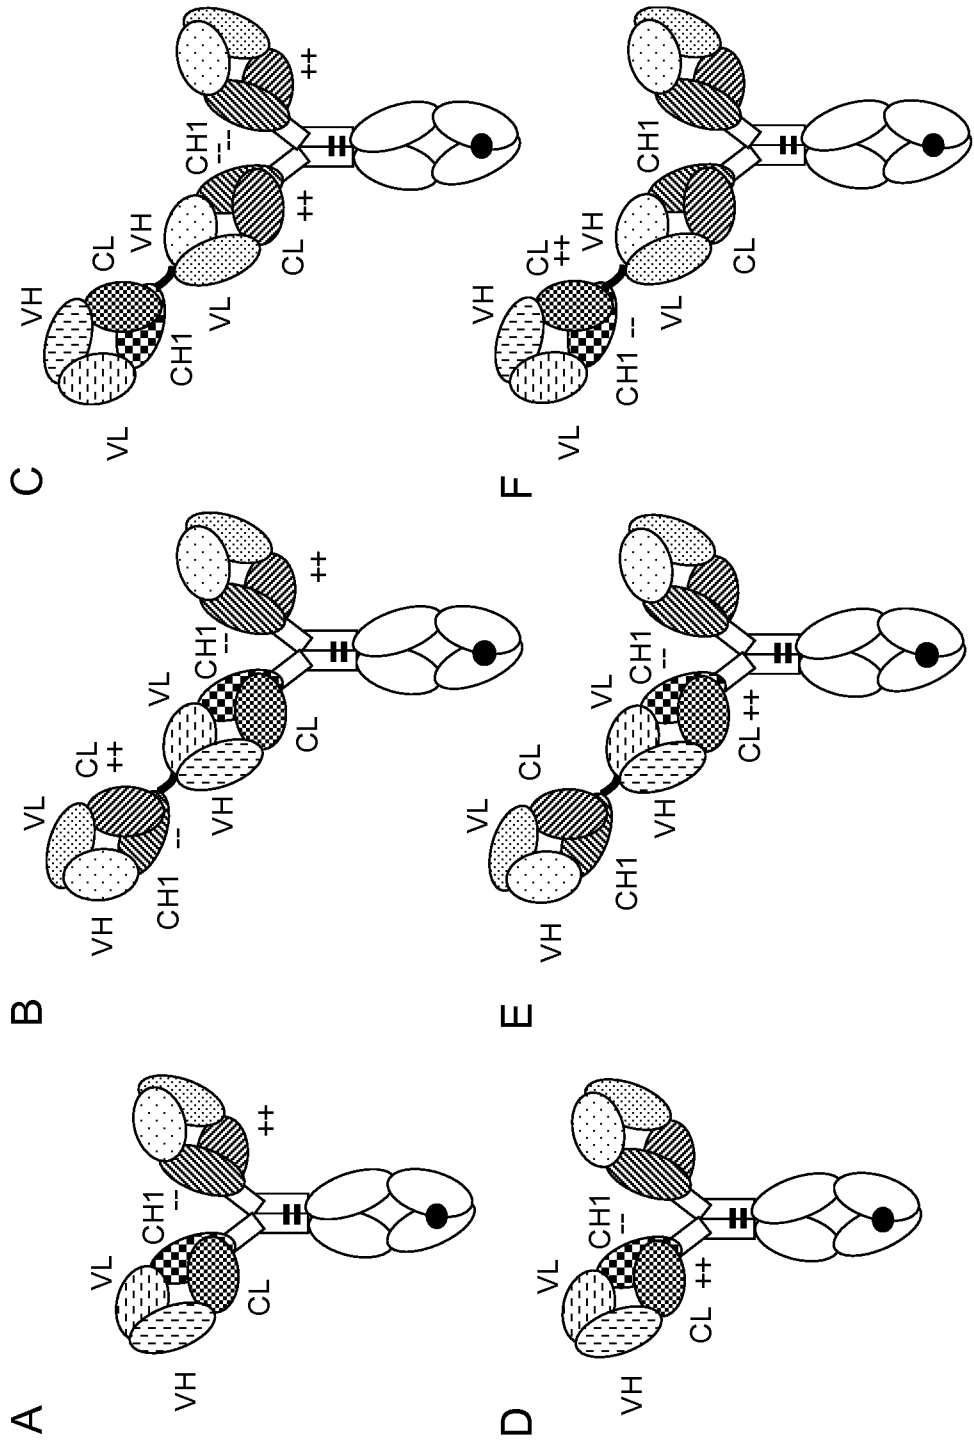 A
VL
CH1
--
VH
CL
++
B
VL
CL
VH
++
VL
CH1
--
CH1
VH
--
CL
++
C
VH
CL
VL
VH
CH1
CH1
--
VL
--
CL
++
++
D
VL
CH1
--
VH
CL
++
E
VL
CL
VH
VL
CH1
CH1
--
VH
CL ++
F
VH
CL
++
VL
VH
CH1 --
CH1
VL
CL